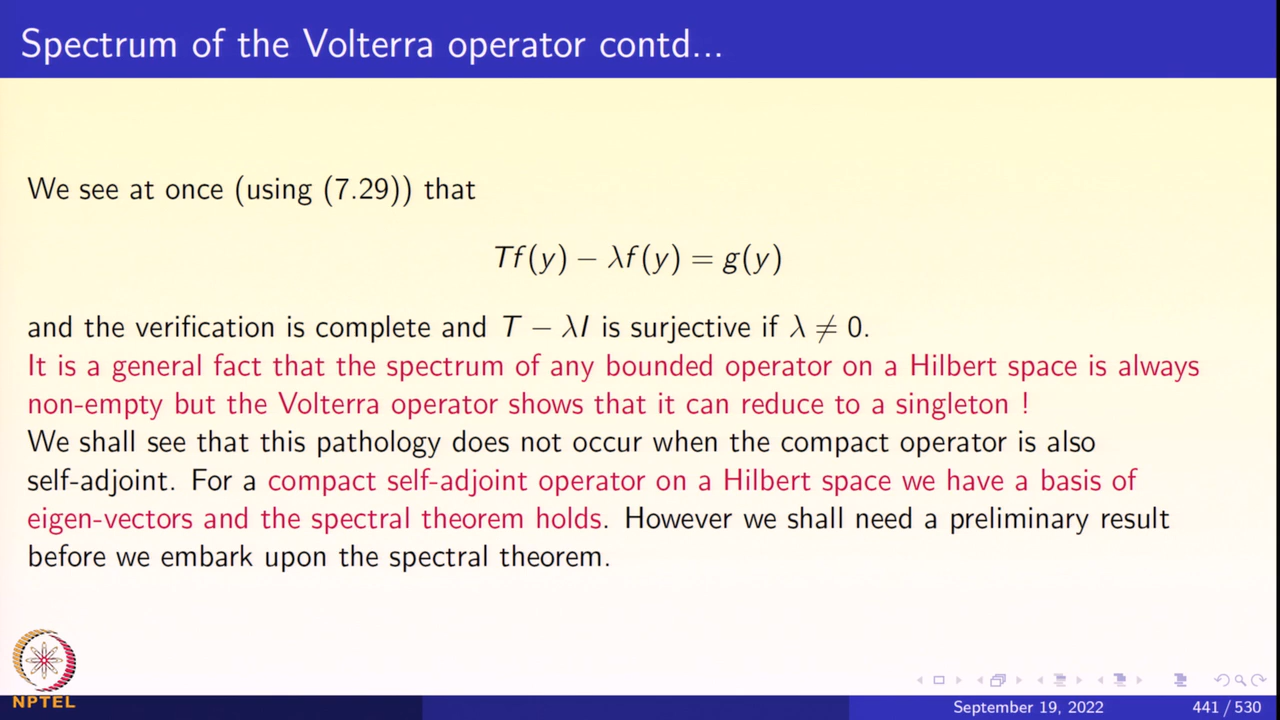 Spectrum of the Volterra operator contd...
We see at once (using (7.29)) that
Tf(y) − λf(y) = g(y)
and the verification is complete and T − λI is surjective if λ ≠ 0.
It is a general fact that the spectrum of any bounded operator on a Hilbert space is always
non-empty but the Volterra operator shows that it can reduce to a singleton !
We shall see that this pathology does not occur when the compact operator is also
self-adjoint. For a compact self-adjoint operator on a Hilbert space we have a basis of
eigen-vectors and the spectral theorem holds. However we shall need a preliminary result
before we embark upon the spectral theorem.
NPTEL
September 19, 2022 441 / 530